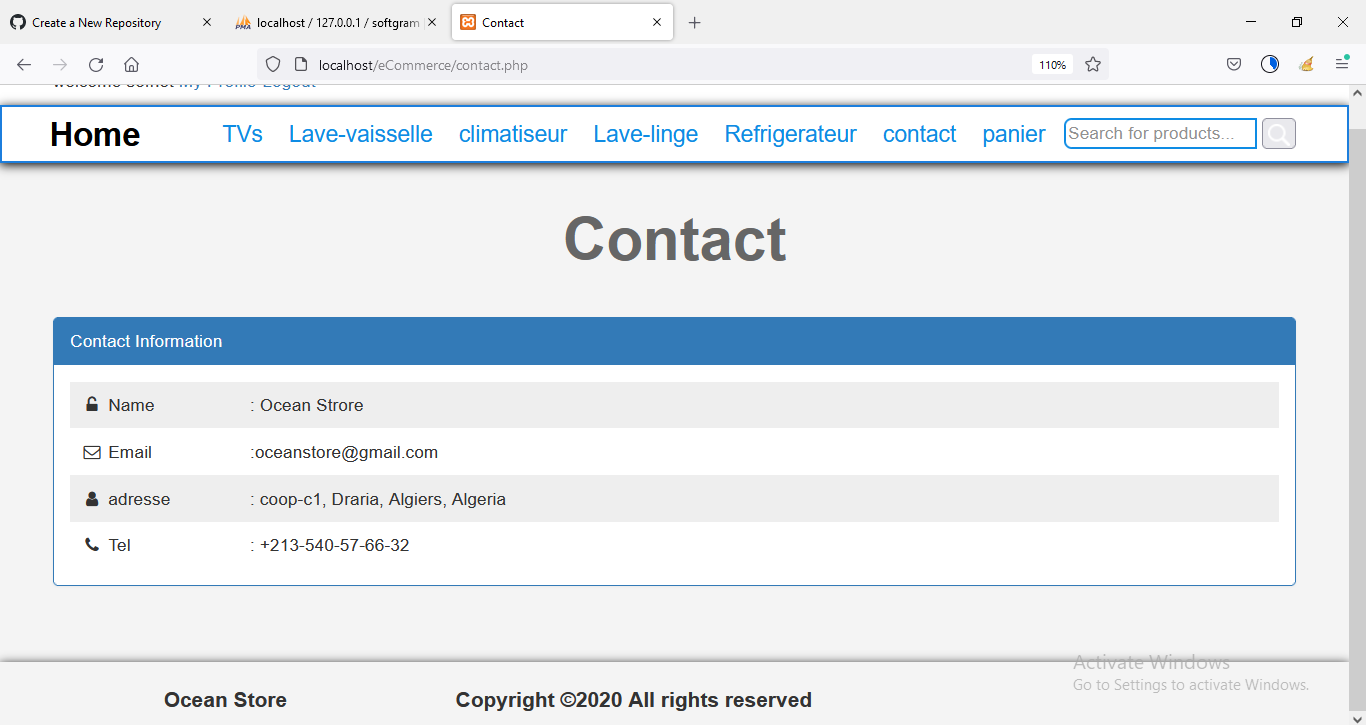 Create a New Repository
localhost / 127.0.0.1 / softgram
Contact
localhost/eCommerce/contact.php
110%
My Profile Logout
Home TVs Lave-vaisselle climatiseur Lave-linge Refrigerateur contact panier Search for products...
Contact
Contact Information
Name : Ocean Strore
Email :oceanstore@gmail.com
adresse : coop-c1, Draria, Algiers, Algeria
Tel : +213-540-57-66-32
Activate Windows
Go to Settings to activate Windows.
Ocean Store Copyright ©2020 All rights reserved